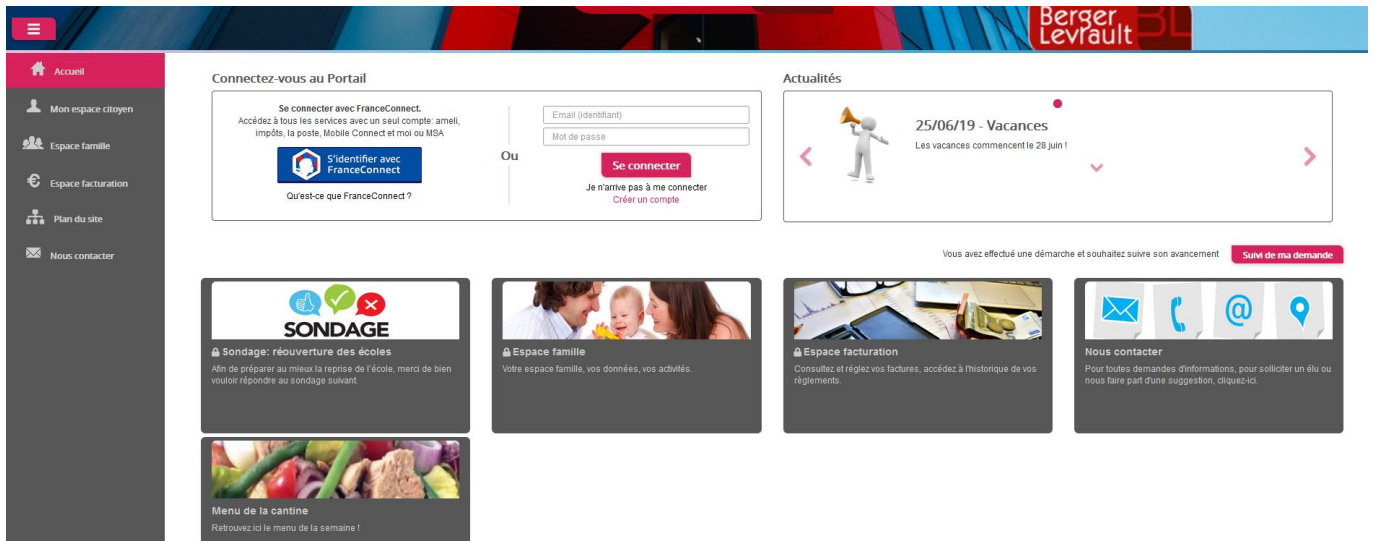 Berger
Levrault
Accueil
Mon espace citoyen
Espace famille
Espace facturation
Plan du site
Nous contacter
Connectez-vous au Portail
Se connecter avec FranceConnect.
Accédez à tous les services avec un seul compte: ameli,
impôts, la poste, Mobile Connect et moi ou MSA
S'identifier avec
FranceConnect
Qu'est-ce que FranceConnect ?
Ou
Email (identifiant)
Mot de passe
Se connecter
Je n'arrive pas à me connecter
Créer un compte
Actualités
25/06/19 - Vacances
Les vacances commencent le 28 juin !
Vous avez effectué une démarche et souhaitez suivre son avancement
Suivi de ma demande
SONDAGE
Sondage: réouverture des écoles
Afin de préparer au mieux la reprise de l'école, merci de bien
vouloir répondre au sondage suivant.
Espace famille
Votre espace famille, vos données, vos activités.
Espace facturation
Consultez et réglez vos factures, accédez à l'historique de vos
règlements.
Nous contacter
Pour toutes demandes d'informations, pour solliciter un élu ou
nous faire part d'une suggestion, cliquez-ici.
Menu de la cantine
Retrouvez ici le menu de la semaine !